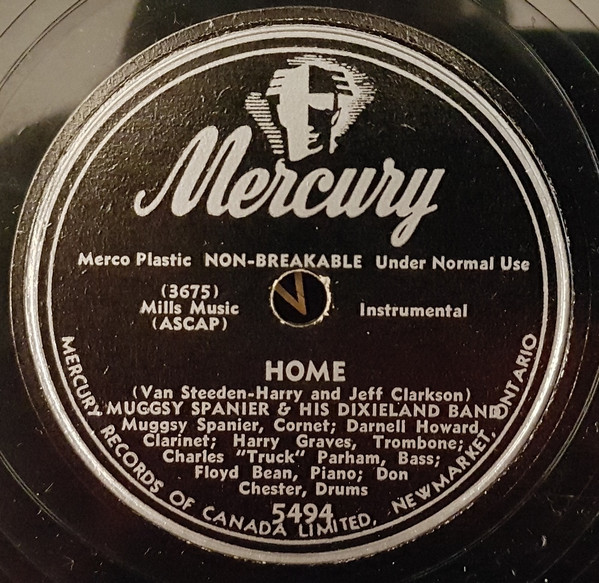 Mercury
Merco Plastic NON-BREAKABLE Under Normal Use
(3675)
Mills Music
(ASCAP)
Instrumental
HOME
(Van Steeden-Harry and Jeff Clarkson)
MUGGSY SPANIER & HIS DIXIELAND BAND
Muggsy Spanier, Cornet; Darnell Howard,
Clarinet; Harry Graves, Trombone;
Charles "Truck" Parham, Bass;
Floyd Bean, Piano; Don
Chester, Drums
5494
MERCURY RECORDS OF CANADA LIMITED, NEWMARKET, ONTARIO